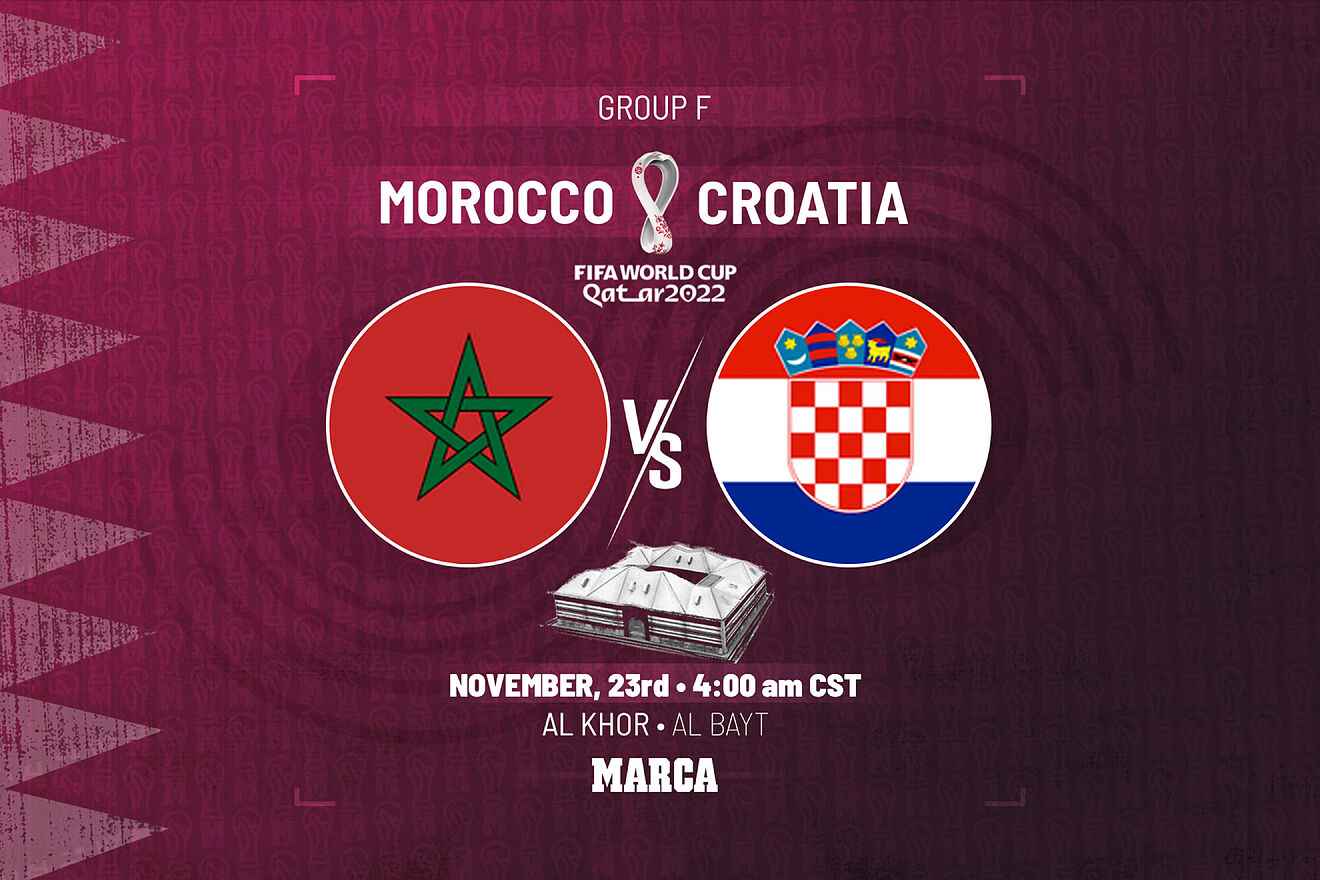 GROUP F
MOROCCO CROATIA
FIFA WORLD CUP
Qatar2022
VS
NOVEMBER, 23rd • 4:00 am CST
AL KHOR • AL BAYT
MARCA